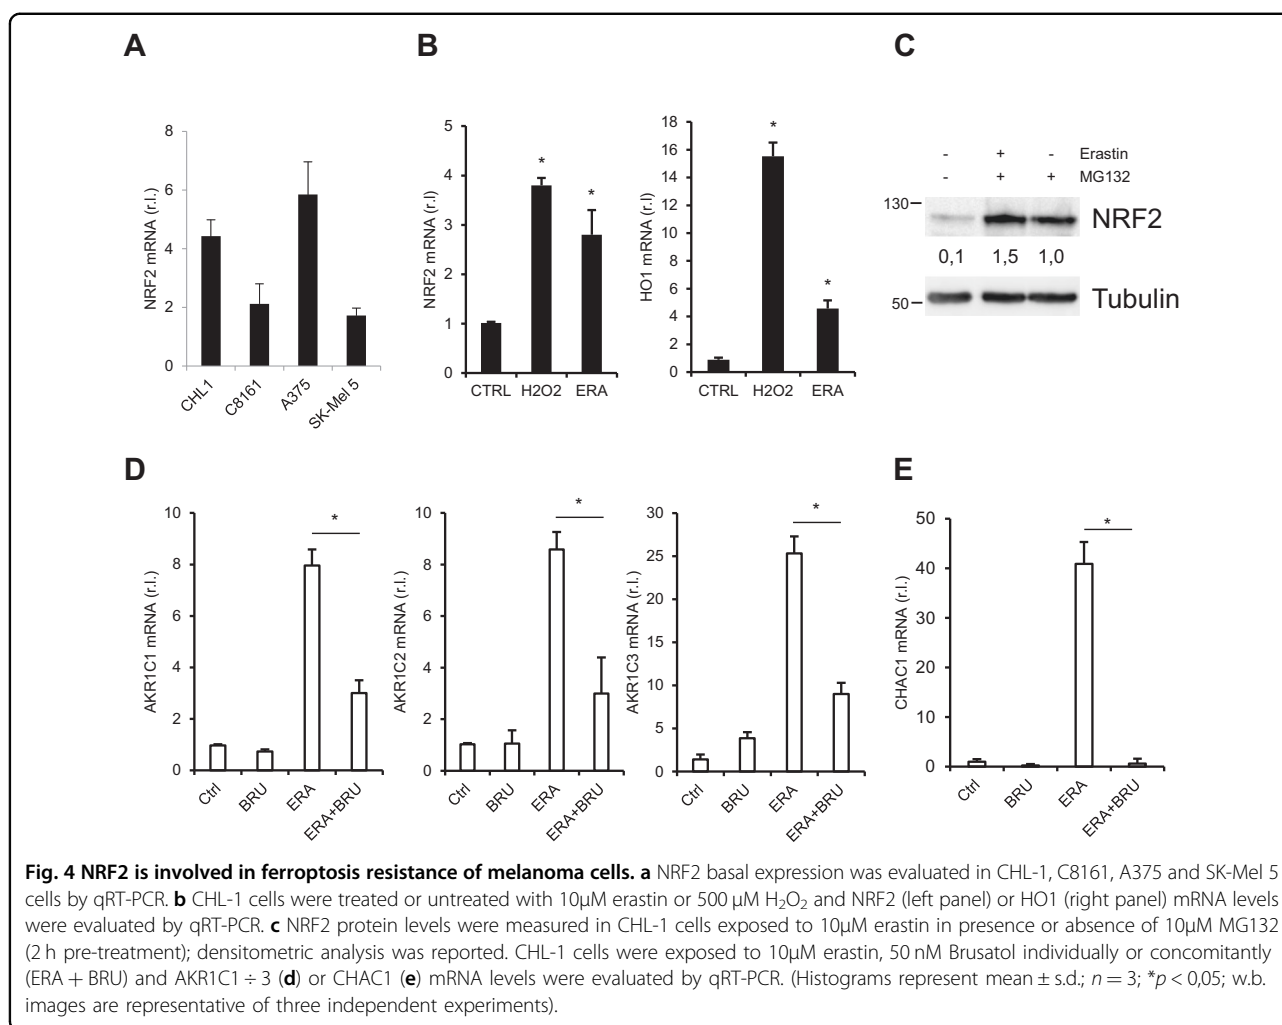 A
B
C
8
6
4
2
0
NRF2 mRNA (r.l.)
CHL1
C8161
A375
SK-Mel 5
5
4
3
2
1
0
NRF2 mRNA (r.l)
*
*
CTRL H2O2 ERA
18
16
14
12
10
8
6
4
2
0
HO1 mRNA (r.l.)
*
*
CTRL H2O2 ERA
- + - Erastin
- + + MG132
130
NRF2
0,1 1,5 1,0
50
Tubulin
D
E
10
8
6
4
2
0
AKR1C1 mRNA (r.l.)
*
Ctrl
BRU
ERA
ERA+BRU
10
8
6
4
2
0
AKR1C2 mRNA (r.l.)
*
Ctrl
BRU
ERA
ERA+BRU
30
25
20
15
10
5
0
AKR1C3 mRNA (r.l.)
*
Ctrl
BRU
ERA
ERA+BRU
50
40
30
20
10
0
CHAC1 mRNA (r.l.)
*
Ctrl
BRU
ERA
ERA+BRU
Fig. 4 NRF2 is involved in ferroptosis resistance of melanoma cells. a NRF2 basal expression was evaluated in CHL-1, C8161, A375 and SK-Mel 5
cells by qRT-PCR. b CHL-1 cells were treated or untreated with 10µM erastin or 500 µM H₂O₂ and NRF2 (left panel) or HO1 (right panel) mRNA levels
were evaluated by qRT-PCR. c NRF2 protein levels were measured in CHL-1 cells exposed to 10µM erastin in presence or absence of 10µM MG132
(2 h pre-treatment); densitometric analysis was reported. CHL-1 cells were exposed to 10µM erastin, 50 nM Brusatol individually or concomitantly
(ERA + BRU) and AKR1C1 ÷ 3 (d) or CHAC1 (e) mRNA levels were evaluated by qRT-PCR. (Histograms represent mean ± s.d.; n = 3; *p < 0,05; w.b.
images are representative of three independent experiments).